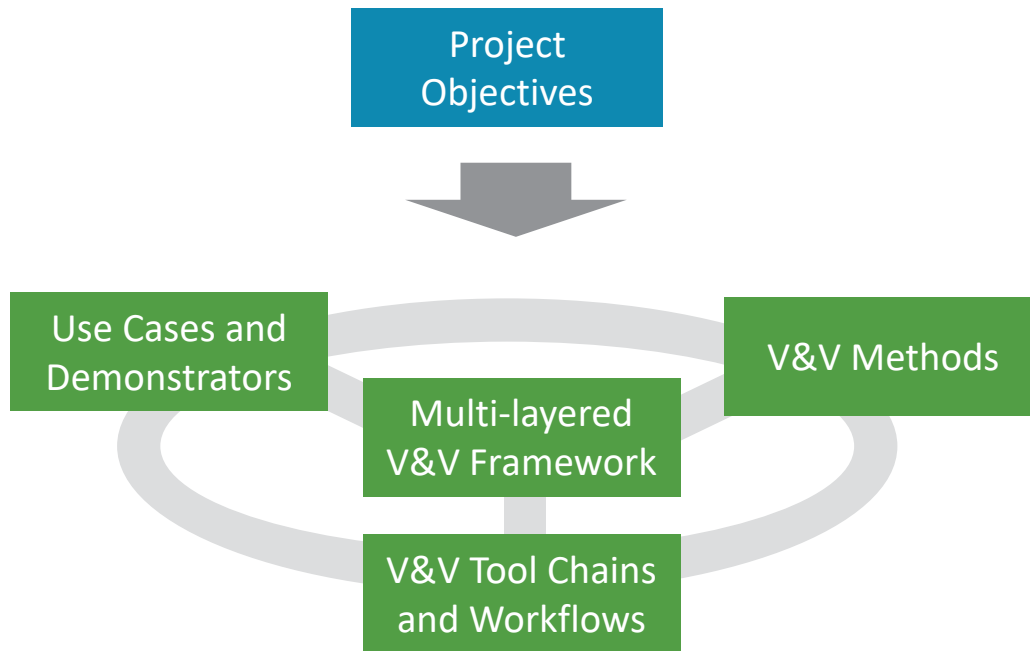 Project
Objectives
Use Cases and
Demonstrators
V&V Methods
Multi-layered
V&V Framework
V&V Tool Chains
and Workflows